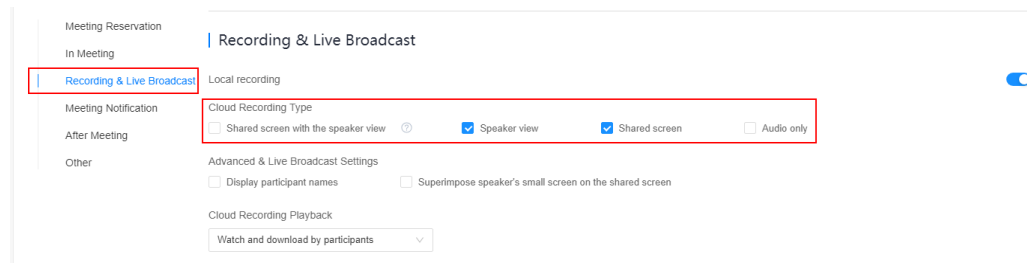 Meeting Reservation
In Meeting
Recording & Live Broadcast
Meeting Notification
After Meeting
Other
Recording & Live Broadcast
Local recording
Cloud Recording Type
Shared screen with the speaker view ? Speaker view Shared screen Audio only
Advanced & Live Broadcast Settings
Display participant names Superimpose speaker's small screen on the shared screen
Cloud Recording Playback
Watch and download by participants